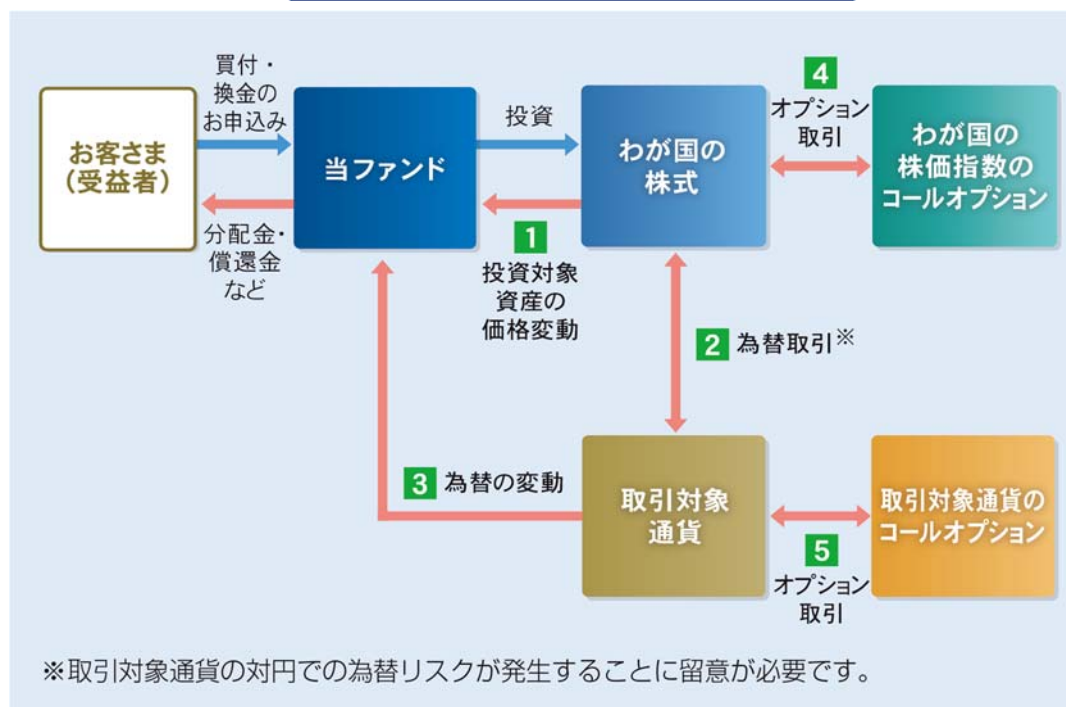 買付・
換金の
お申込み
お客さま
（受益者）
分配金・
償還金
など
当ファンド
投資
1
投資対象
資産の
価格変動
わが国の
株式
4
オプション
取引
わが国の
株価指数の
コールオプション
2 為替取引※
3 為替の変動
取引対象
通貨
5
オプション
取引
取引対象通貨の
コールオプション
※取引対象通貨の対円での為替リスクが発生することに留意が必要です。